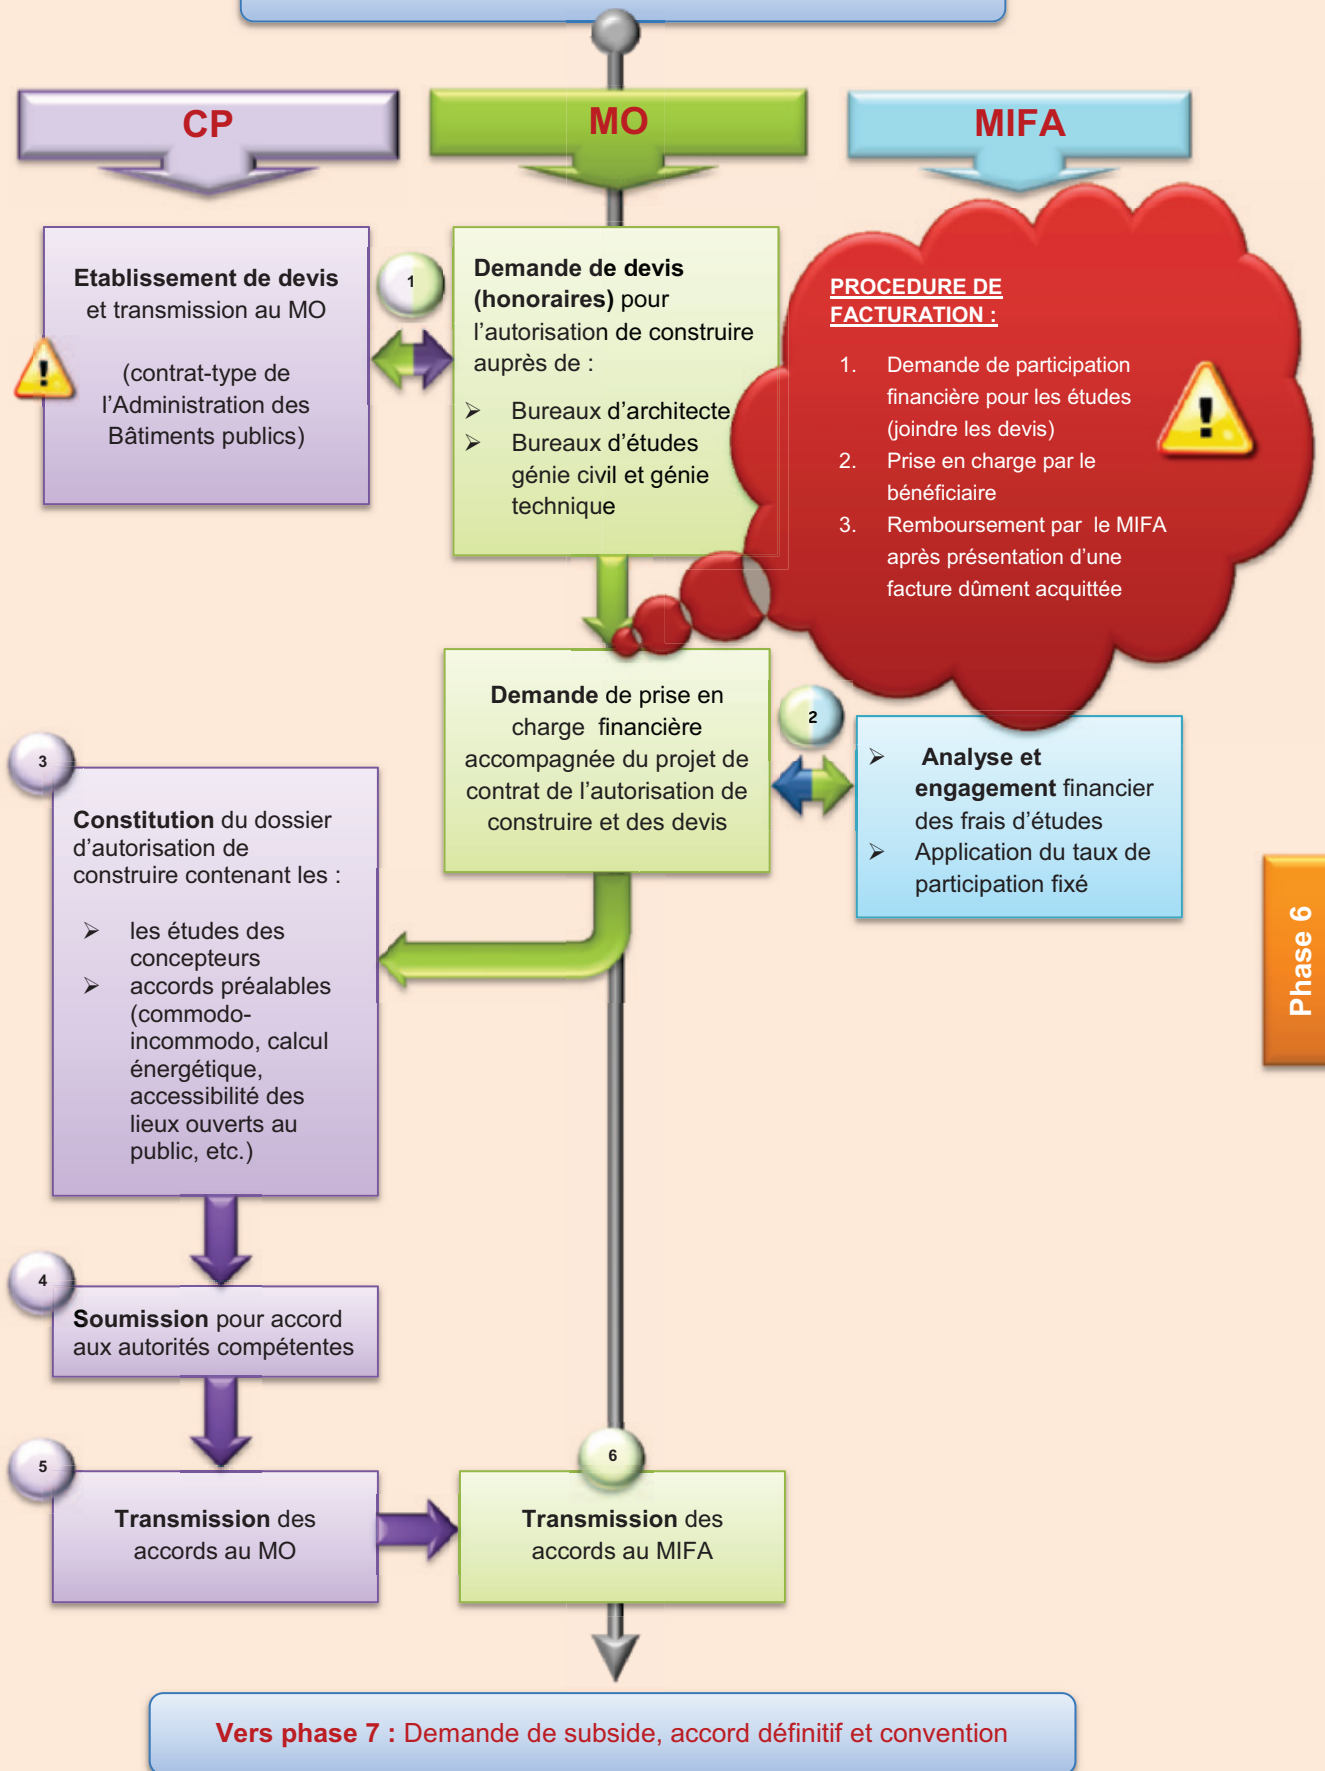 CP
MO
MIFA
1
Etablissement de devis
et transmission au MO
(contrat-type de
l'Administration des
Bâtiments publics)
Demande de devis
(honoraires) pour
l'autorisation de construire
auprès de :
➢ Bureaux d'architecte
➢ Bureaux d'études
génie civil et génie
technique
PROCEDURE DE
FACTURATION :
1. Demande de participation
financière pour les études
(joindre les devis)
2. Prise en charge par le
bénéficiaire
3. Remboursement par le MIFA
après présentation d'une
facture dûment acquittée
Demande de prise en
charge financière
accompagnée du projet de
contrat de l'autorisation de
construire et des devis
2
➢ Analyse et
engagement financier
des frais d'études
➢ Application du taux de
participation fixé
3
Constitution du dossier
d'autorisation de
construire contenant les :
➢ les études des
concepteurs
➢ accords préalables
(commodo-
incommodo, calcul
énergétique,
accessibilité des
lieux ouverts au
public, etc.)
Phase 6
4
Soumission pour accord
aux autorités compétentes
5
Transmission des
accords au MO
6
Transmission des
accords au MIFA
Vers phase 7 : Demande de subside, accord définitif et convention